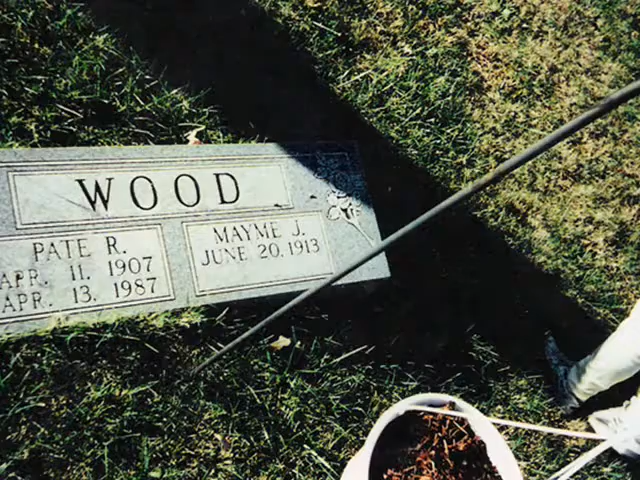 WOOD
PATE R.
APR. 11. 1907
APR. 13. 1987
MAYME J.
JUNE 20. 1913